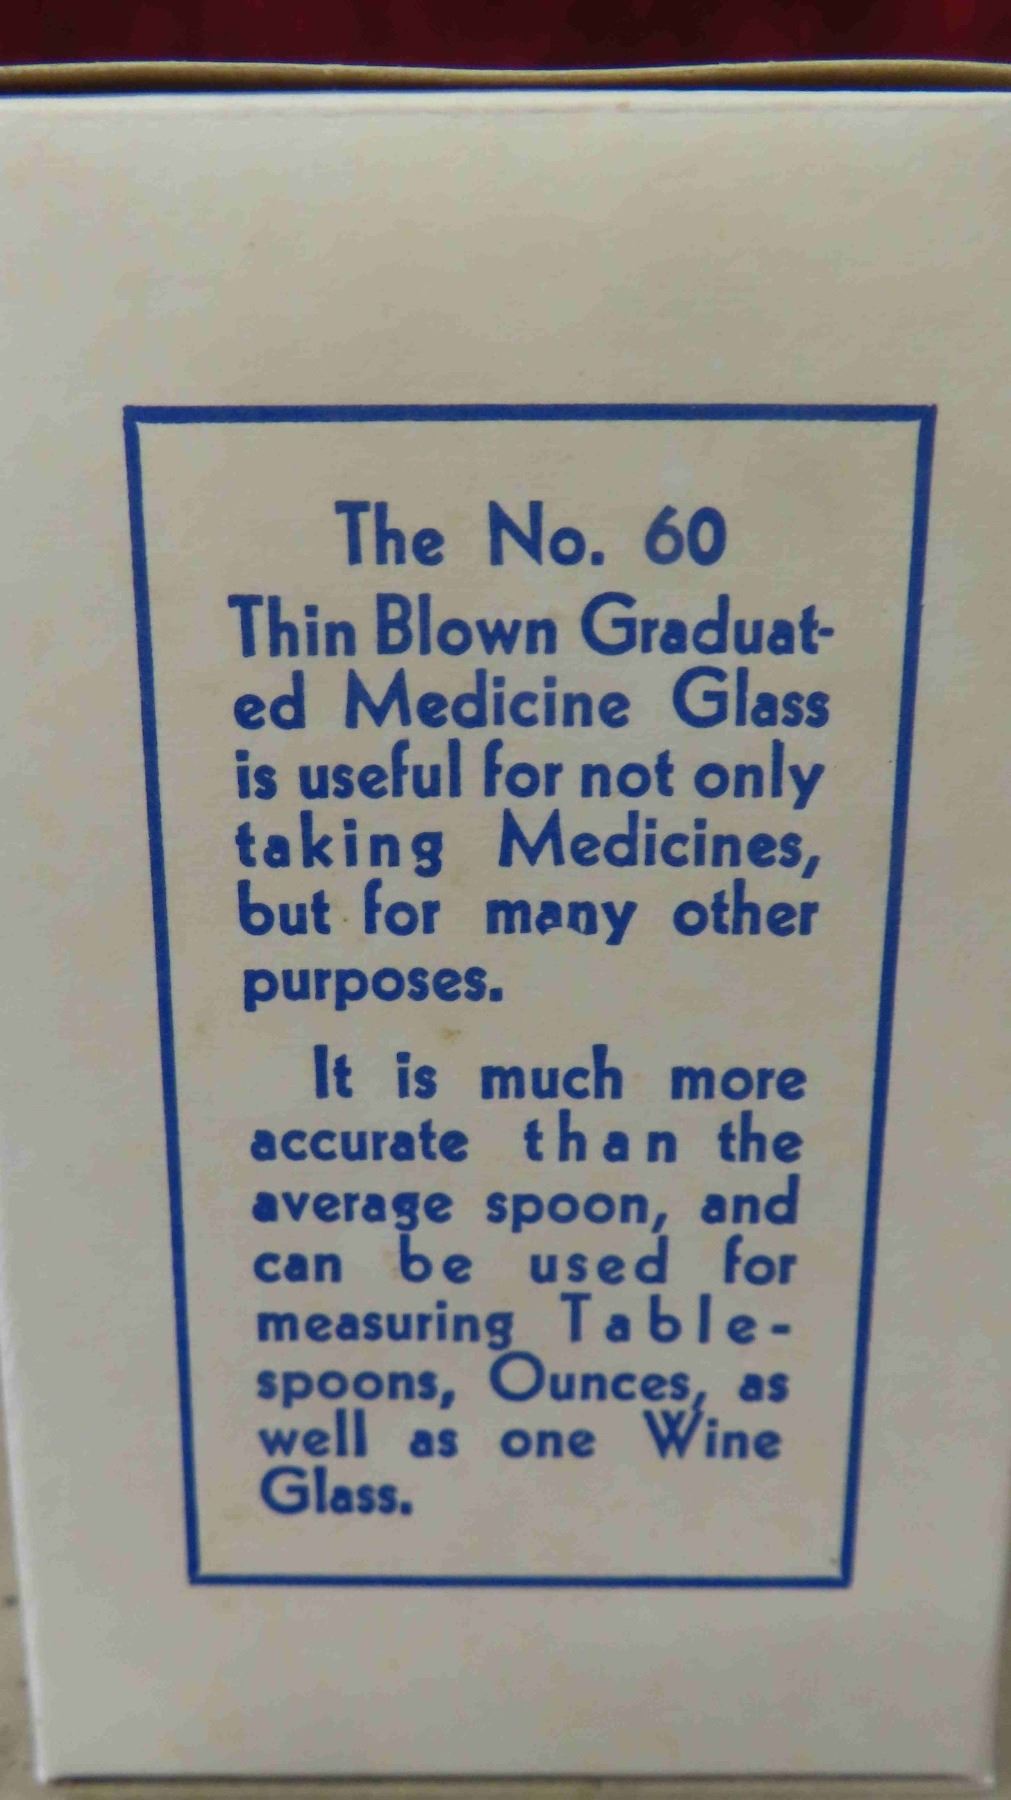 The No. 60
Thin Blown Graduat-
ed Medicine Glass
is useful for not only
taking Medicines,
but for many other
purposes.
It is much more
accurate than the
average spoon, and
can be used for
measuring Table-
spoons, Ounces, as
well as one Wine
Glass.